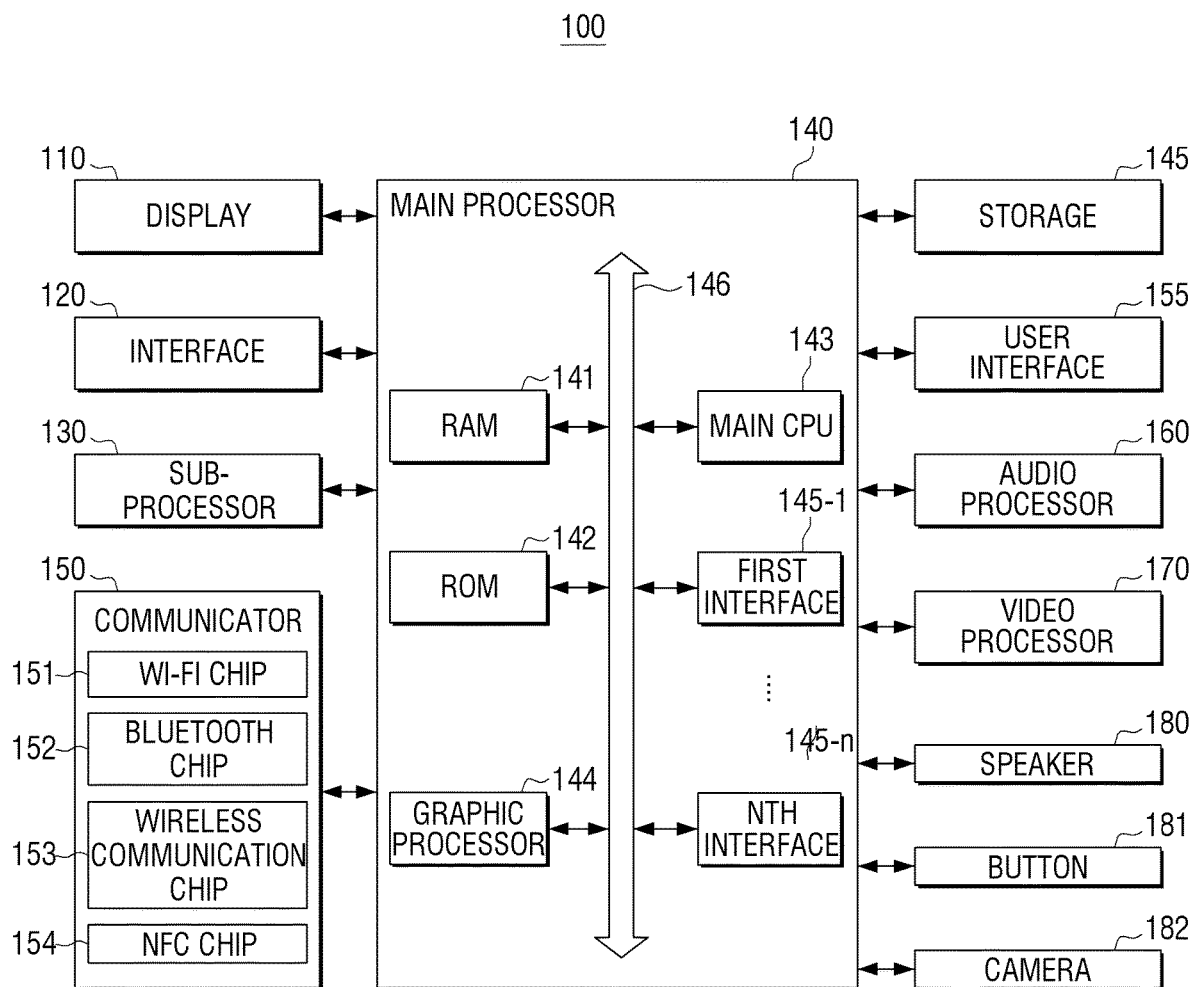 100
110
DISPLAY
120
INTERFACE
130
SUB-
PROCESSOR
150
COMMUNICATOR
151
WI-FI CHIP
152
BLUETOOTH
CHIP
153
WIRELESS
COMMUNICATION
CHIP
154
NFC CHIP
140
MAIN PROCESSOR
146
141
RAM
142
ROM
144
GRAPHIC
PROCESSOR
143
MAIN CPU
145-1
FIRST
INTERFACE
145-n
NTH
INTERFACE
145
STORAGE
155
USER
INTERFACE
160
AUDIO
PROCESSOR
170
VIDEO
PROCESSOR
180
SPEAKER
181
BUTTON
182
CAMERA